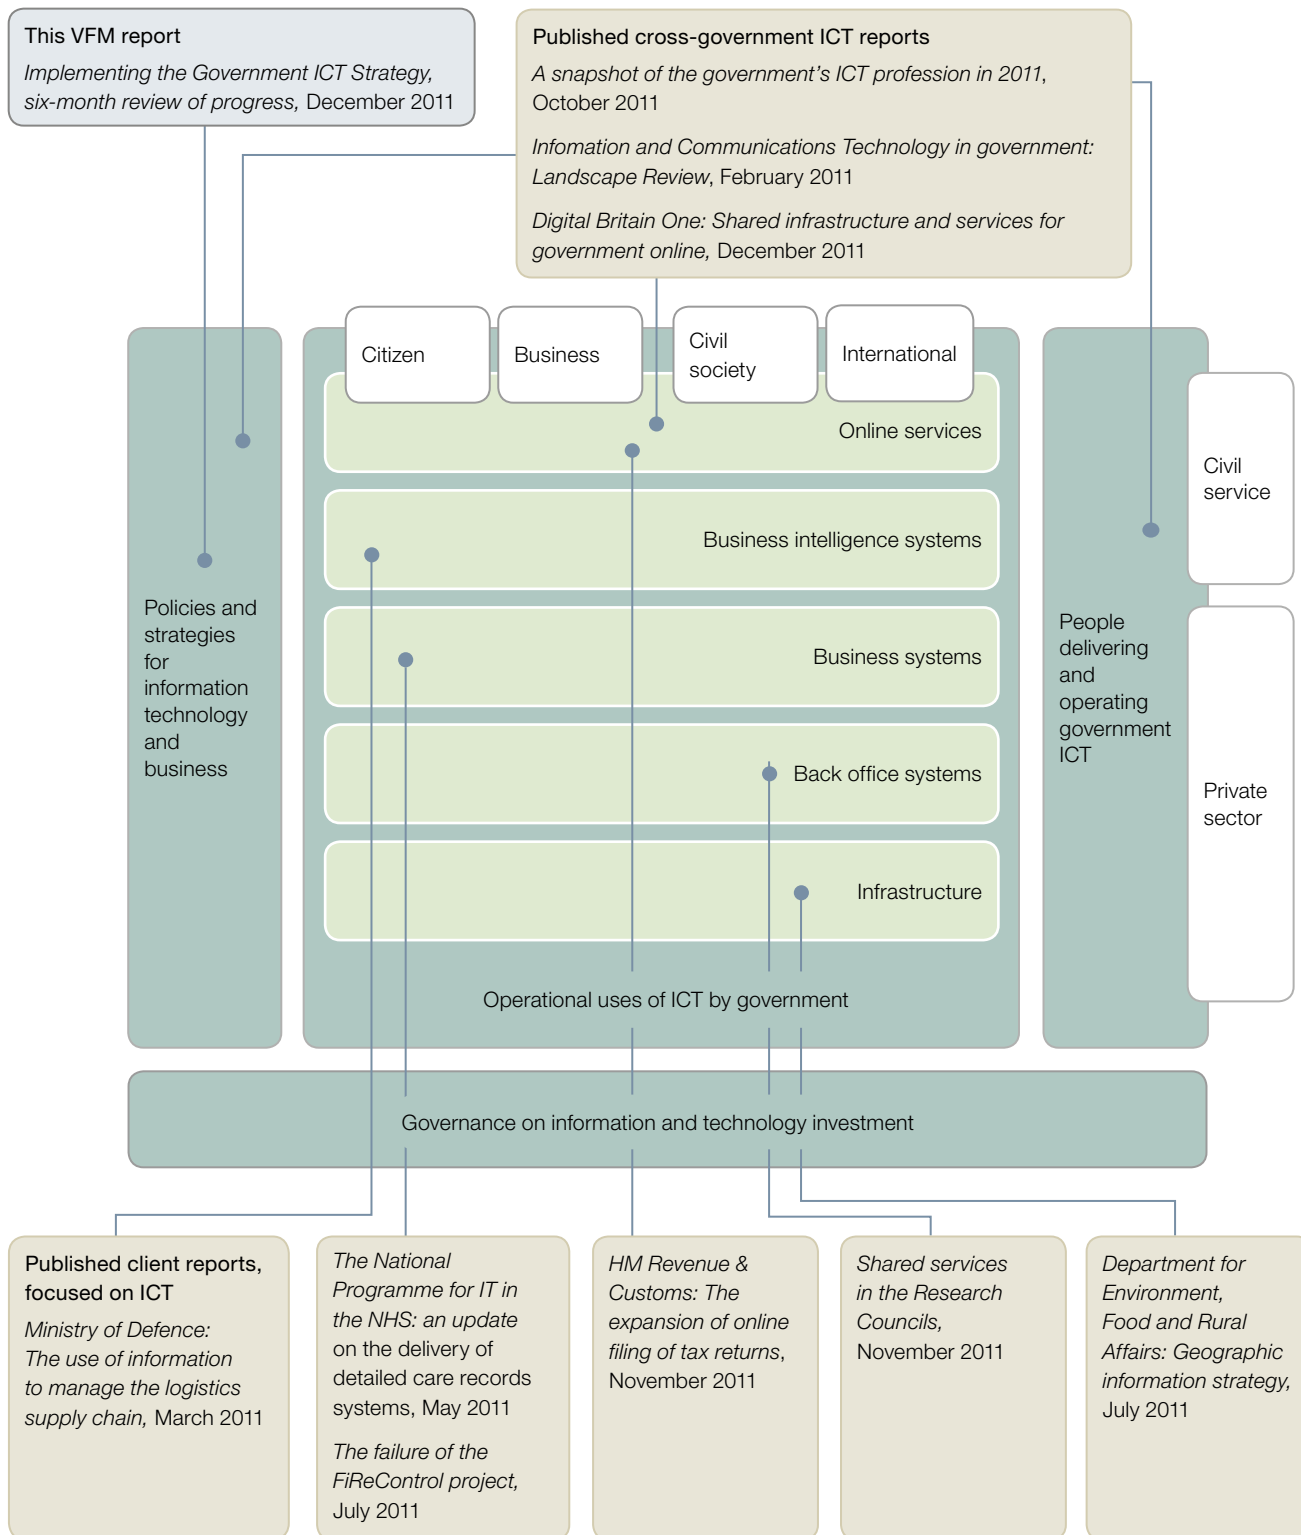 This VFM report
Implementing the Government ICT Strategy,
six-month review of progress, December 2011
Published cross-government ICT reports
A snapshot of the government's ICT profession in 2011,
October 2011
Infomation and Communications Technology in government:
Landscape Review, February 2011
Digital Britain One: Shared infrastructure and services for
government online, December 2011
Citizen
Business
Civil
society
International
Online services
Business intelligence systems
Business systems
Back office systems
Infrastructure
Operational uses of ICT by government
Policies and
strategies
for
information
technology
and
business
People
delivering
and
operating
government
ICT
Civil
service
Private
sector
Governance on information and technology investment
Published client reports,
focused on ICT
Ministry of Defence:
The use of information
to manage the logistics
supply chain, March 2011
The National
Programme for IT in
the NHS: an update
on the delivery of
detailed care records
systems, May 2011
The failure of the
FiReControl project,
July 2011
HM Revenue &
Customs: The
expansion of online
filing of tax returns,
November 2011
Shared services
in the Research
Councils,
November 2011
Department for
Environment,
Food and Rural
Affairs: Geographic
information strategy,
July 2011